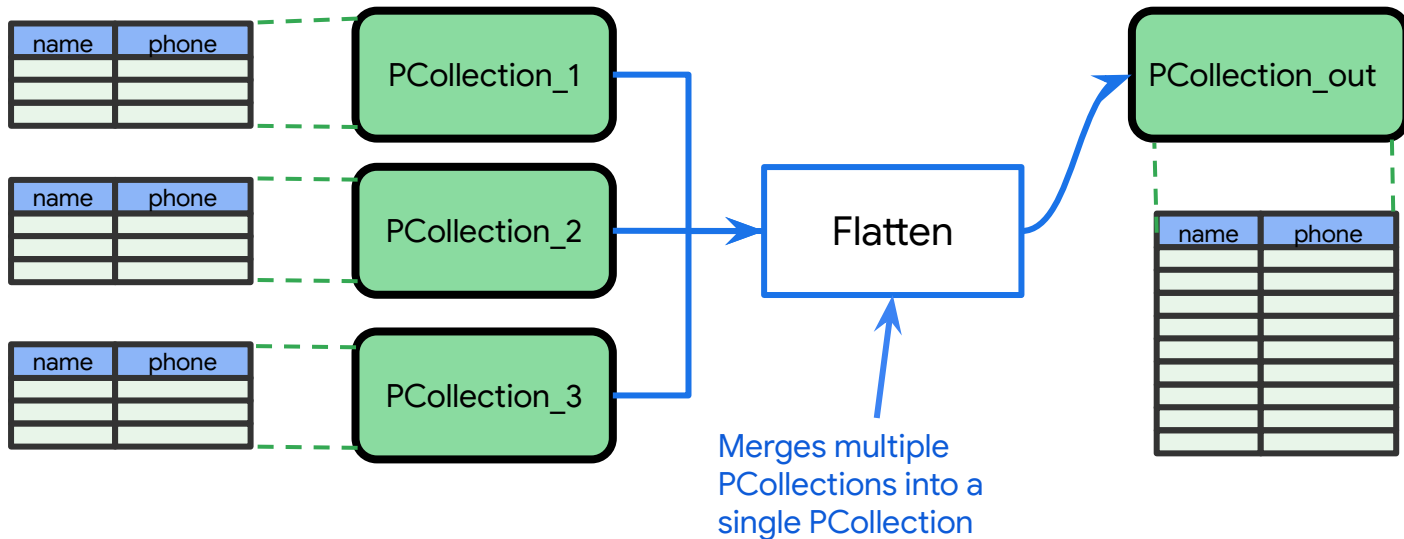 name phone
PCollection_1
PCollection_out
name phone
PCollection_2
Flatten
name phone
name phone
PCollection_3
Merges multiple
PCollections into a
single PCollection